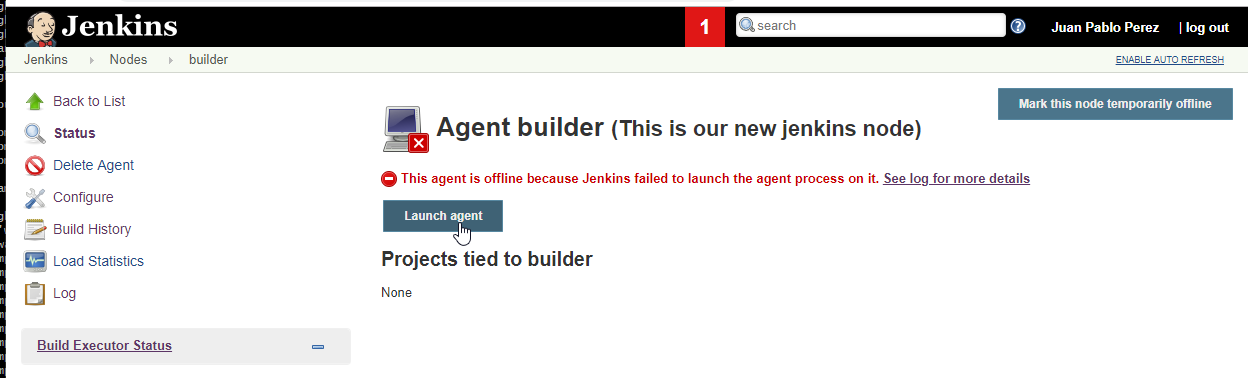 Jenkins
1
search
Juan Pablo Perez
| log out
Jenkins
Nodes
builder
ENABLE AUTO REFRESH
Back to List
Status
Delete Agent
Configure
Build History
Load Statistics
Log
Build Executor Status
Mark this node temporarily offline
Agent builder (This is our new jenkins node)
This agent is offline because Jenkins failed to launch the agent process on it. See log for more details
Launch agent
Projects tied to builder
None